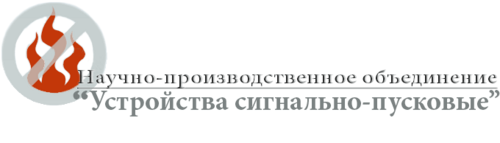 Научно-производственное объединение
“Устройства сигнально-пусковые”